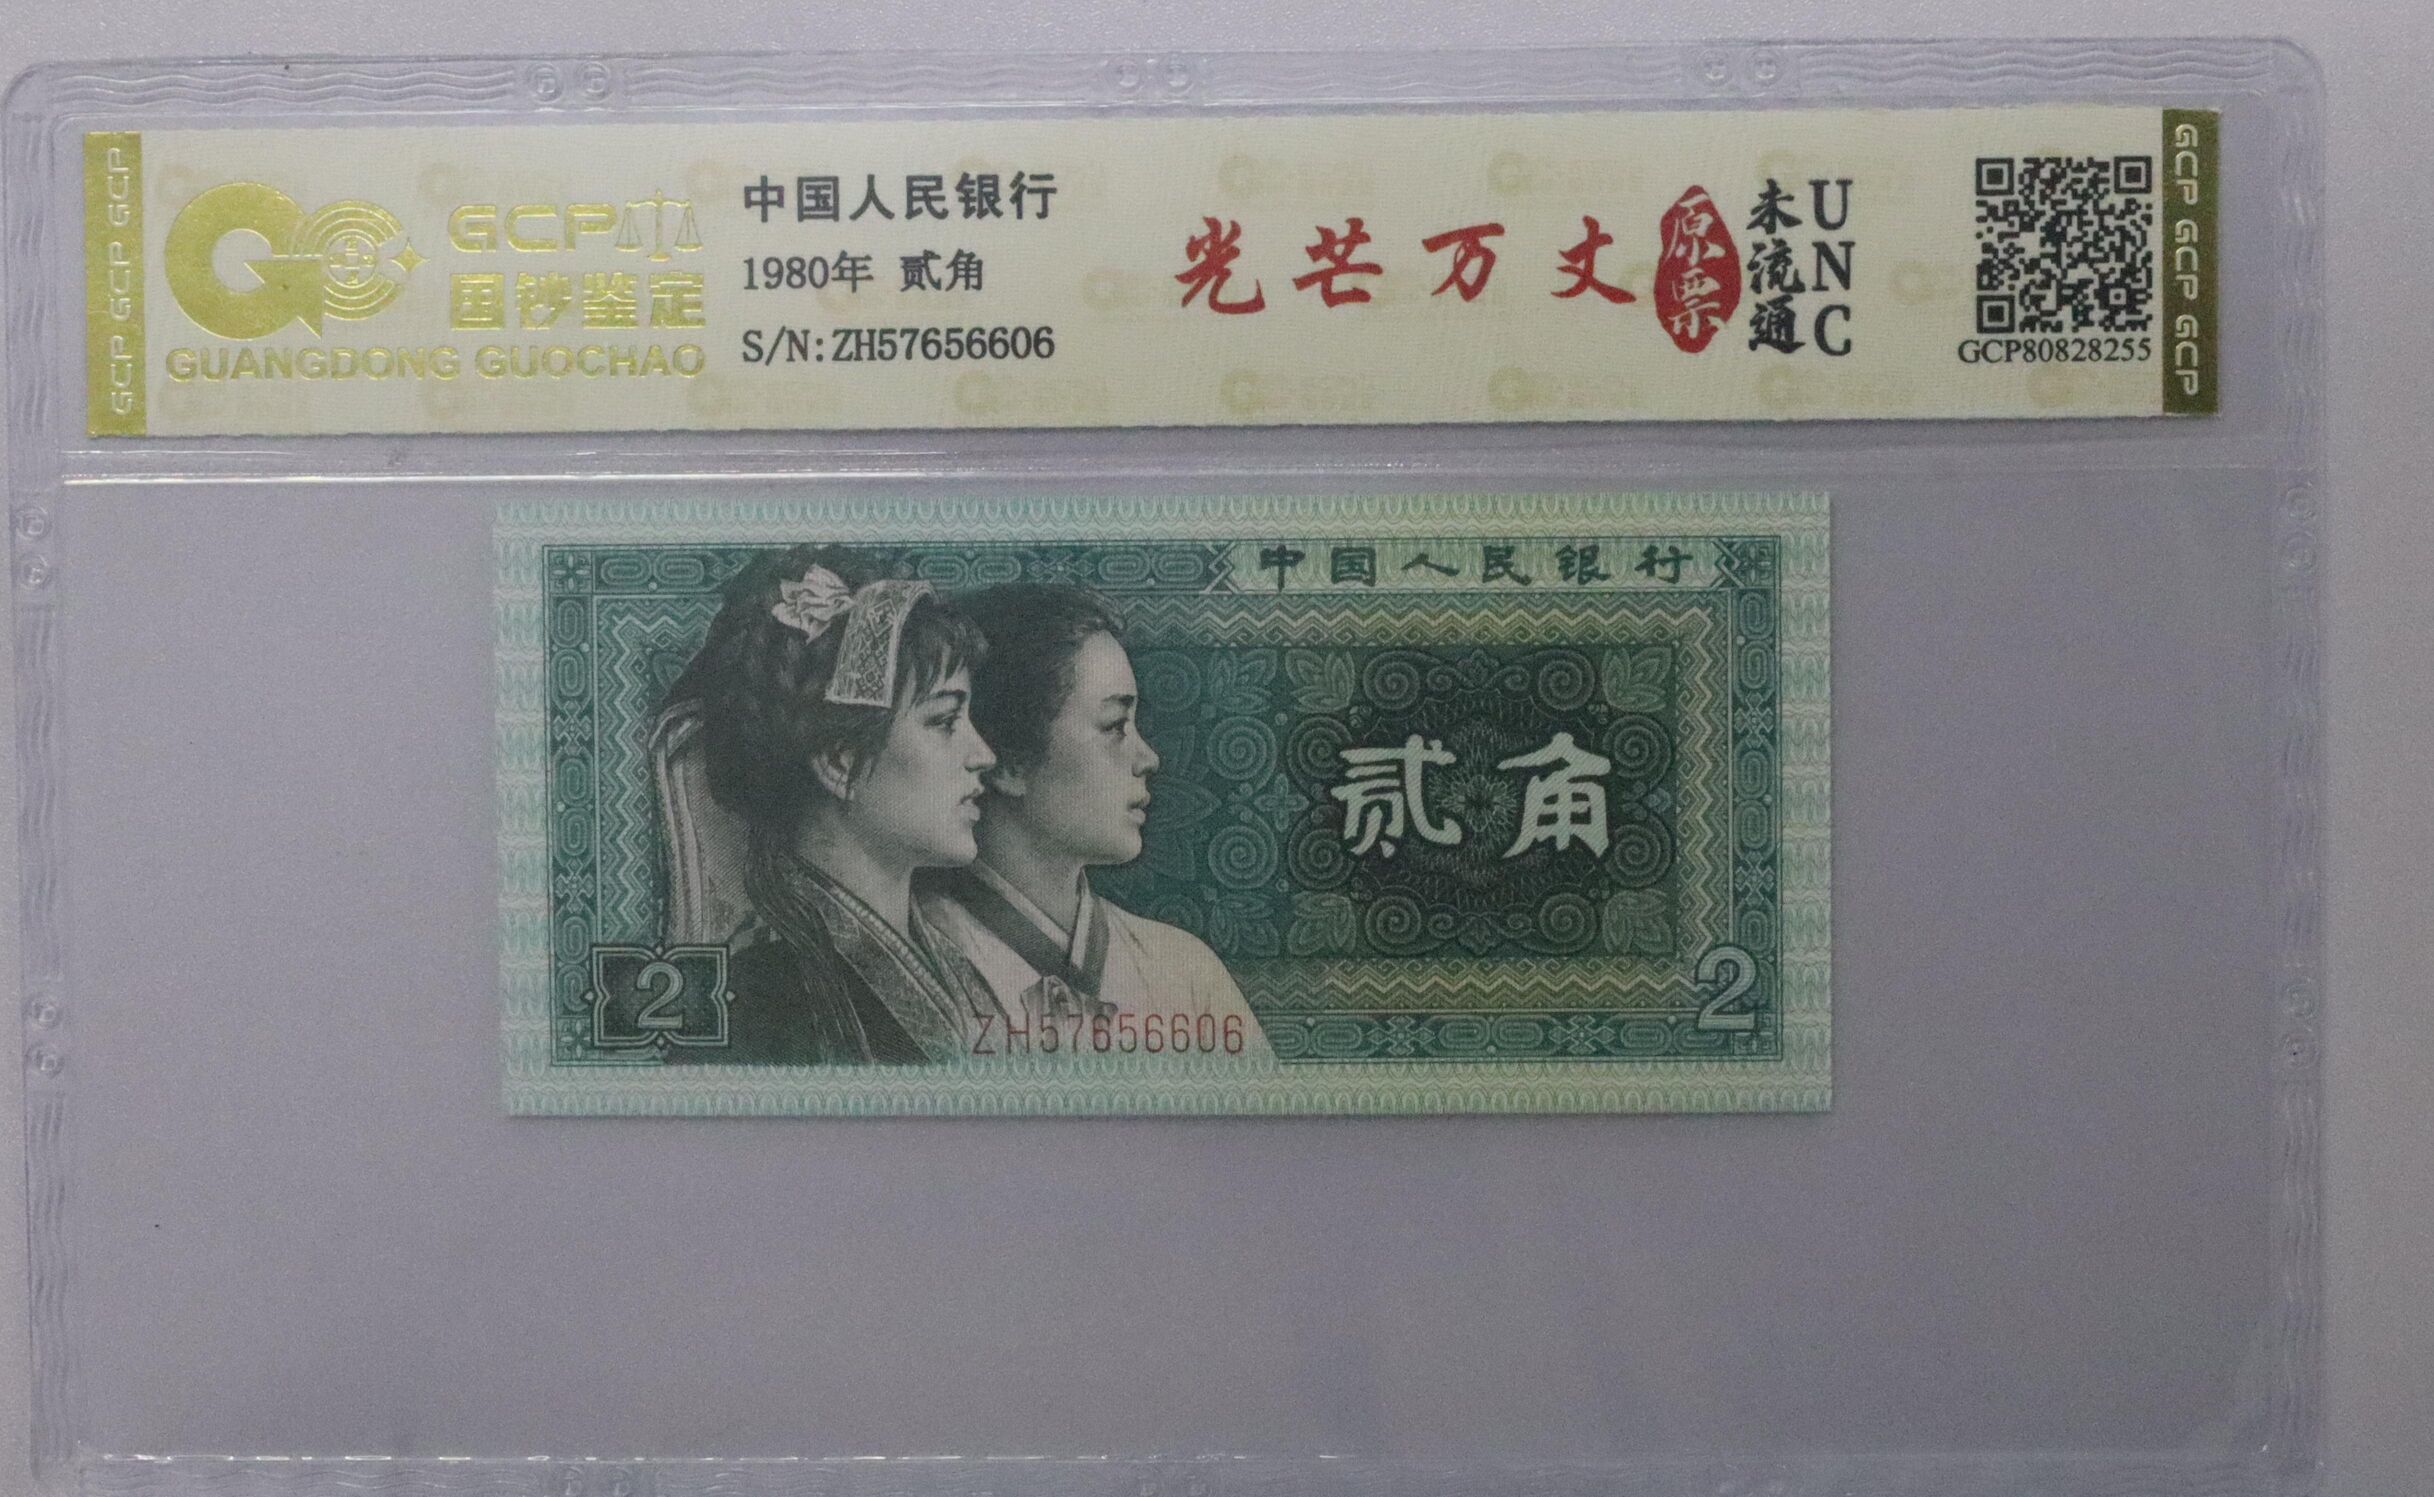 GCP GCP GCP
GCP
国钞鉴定
GUANGDONG GUOCHAO
中国人民银行
1980年 贰角
S/N:ZH57656606
光芒万丈
原票
未流通
UNC
GCP80828255
GCP GCP GCP
中国人民银行
贰角
2
2
ZH57656606